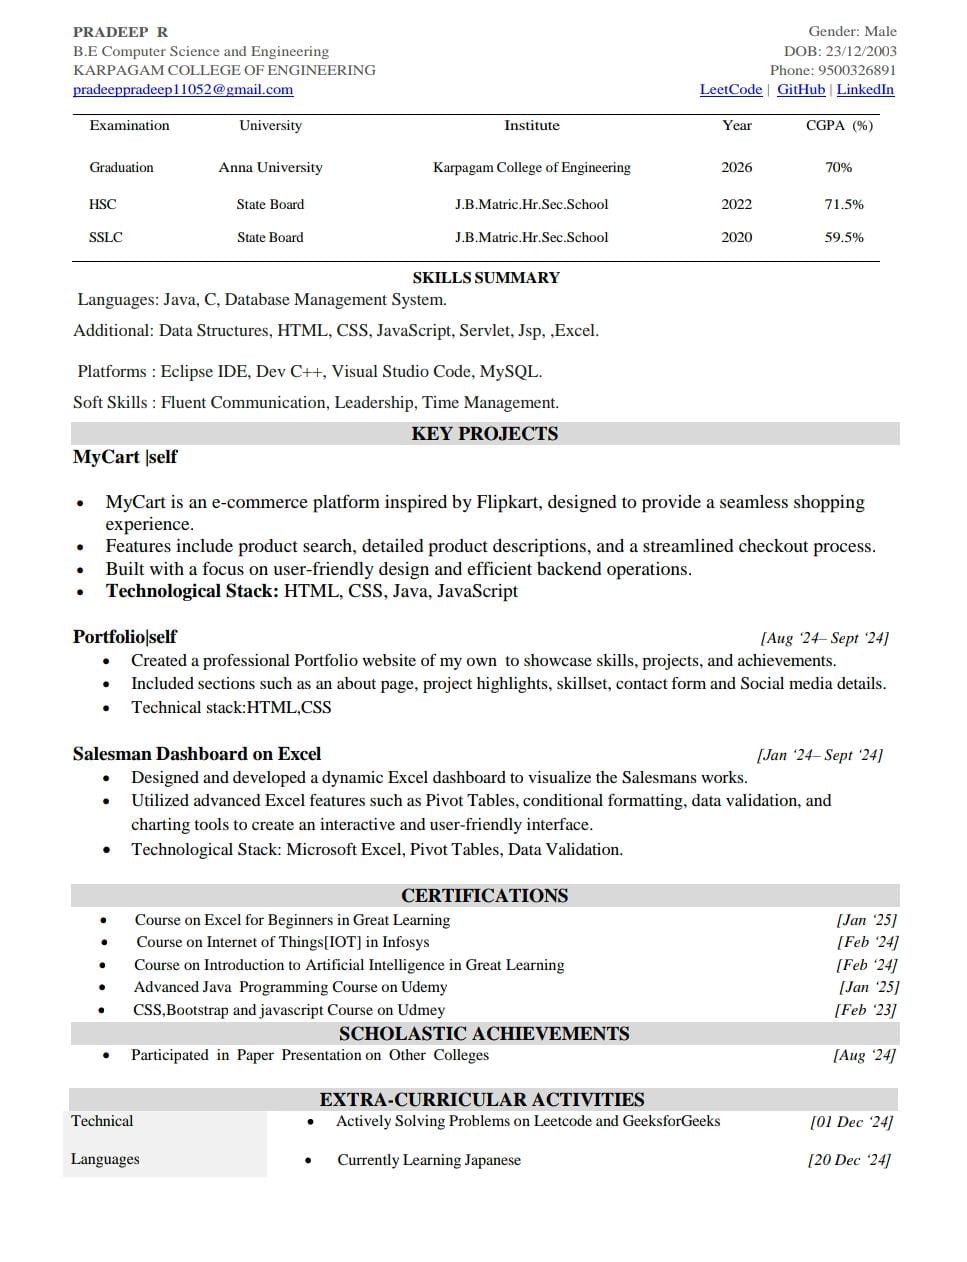 PRADEEP R
Gender: Male
B.E Computer Science and Engineering
DOB: 23/12/2003
KARPAGAM COLLEGE OF ENGINEERING
Phone: 9500326891
pradeeppradeep11052@gmail.com
LeetCode | GitHub | LinkedIn
Examination University Institute Year CGPA (%)
Graduation Anna University Karpagam College of Engineering 2026 70%
HSC State Board J.B.Matric.Hr.Sec.School 2022 71.5%
SSLC State Board J.B.Matric.Hr.Sec.School 2020 59.5%
SKILLS SUMMARY
Languages: Java, C, Database Management System.
Additional: Data Structures, HTML, CSS, JavaScript, Servlet, Jsp, ,Excel.
Platforms : Eclipse IDE, Dev C++, Visual Studio Code, MySQL.
Soft Skills : Fluent Communication, Leadership, Time Management.
KEY PROJECTS
MyCart |self
• MyCart is an e-commerce platform inspired by Flipkart, designed to provide a seamless shopping
experience.
• Features include product search, detailed product descriptions, and a streamlined checkout process.
• Built with a focus on user-friendly design and efficient backend operations.
• Technological Stack: HTML, CSS, Java, JavaScript
Portfolio|self [Aug ‘24– Sept ‘24]
• Created a professional Portfolio website of my own to showcase skills, projects, and achievements.
• Included sections such as an about page, project highlights, skillset, contact form and Social media details.
• Technical stack:HTML,CSS
Salesman Dashboard on Excel [Jan ‘24– Sept ‘24]
• Designed and developed a dynamic Excel dashboard to visualize the Salesmans works.
• Utilized advanced Excel features such as Pivot Tables, conditional formatting, data validation, and
charting tools to create an interactive and user-friendly interface.
• Technological Stack: Microsoft Excel, Pivot Tables, Data Validation.
CERTIFICATIONS
• Course on Excel for Beginners in Great Learning [Jan ‘25]
• Course on Internet of Things[IOT] in Infosys [Feb ‘24]
• Course on Introduction to Artificial Intelligence in Great Learning [Feb ‘24]
• Advanced Java Programming Course on Udemy [Jan ‘25]
• CSS,Bootstrap and javascript Course on Udmey [Feb ‘23]
SCHOLASTIC ACHIEVEMENTS
• Participated in Paper Presentation on Other Colleges [Aug ‘24]
EXTRA-CURRICULAR ACTIVITIES
Technical • Actively Solving Problems on Leetcode and GeeksforGeeks [01 Dec ‘24]
Languages • Currently Learning Japanese [20 Dec ‘24]